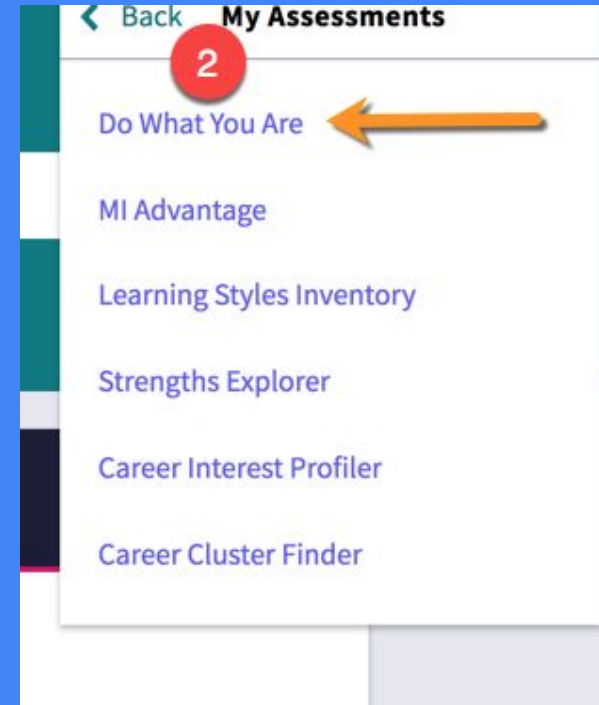 Back My Assessments
2
Do What You Are
MI Advantage
Learning Styles Inventory
Strengths Explorer
Career Interest Profiler
Career Cluster Finder